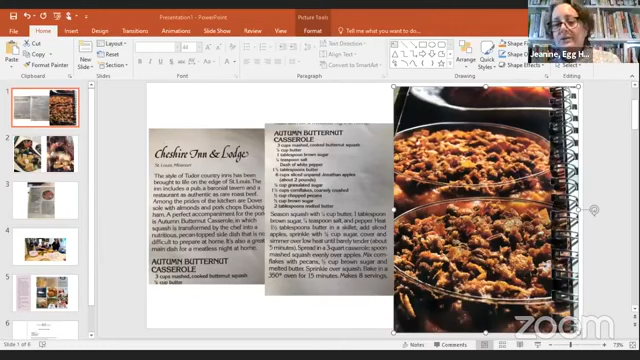 Presentation1 - PowerPoint
Picture Tools
File
Home
Insert
Design
Transitions
Animations
Slide Show
Review
View
Format
Tell me what you want to do...
Cut
Copy
Format Painter
Paste
Clipboard
New
Slide
Layout
Reset
Section
Slides
Font
Paragraph
Text Direction
Align Text
Convert to SmartArt
Drawing
Arrange
Quick
Styles
Editing
Jeanine, Egg H...
1
2
3
4
5
6
Cheshire Inn & Lodge
St. Louis, Missouri
The style of Tudor country inns has been
brought to life on the edge of St. Louis. The
inn includes a pub, a baronial tavern and a
restaurant as authentic as rare roast beef.
Among the prides of the kitchen are Dover
sole with almonds and pork chops Bucking
ham. A perfect accompaniment for the pork
is Autumn Butternut Casserole, in which
squash is transformed by the chef into a
nutritious, pecan-topped side dish that is no
difficult to prepare at home. It's also a great
main dish for a meatless night at home.
AUTUMN BUTTERNUT
CASSEROLE
3 cups mashed, cooked butternut squash
¼ cup butter
AUTUMN BUTTERNUT
CASSEROLE
3 cups mashed, cooked butternut squash
¼ cup butter
1 tablespoon brown sugar
¼ teaspoon salt
Dash of white pepper
1½ tablespoons butter
6 cups sliced unpared Jonathan apples
(about 2 pounds)
¼ cup granulated sugar
1½ cups cornflakes, coarsely crushed
½ cup chopped pecans
½ cup brown sugar
2 tablespoons melted butter
Season squash with ¼ cup butter, 1 tablespoon
brown sugar, ¼ teaspoon salt, and pepper. Heat
1½ tablespoons butter in a skillet, add sliced
apples, sprinkle with ¼ cup sugar, cover and
simmer over low heat until barely tender (about
5 minutes). Spread in a 3-quart casserole; spoon
mashed squash evenly over apples. Mix corn-
flakes with pecans, ½ cup brown sugar and
melted butter. Sprinkle over squash. Bake in a
350° oven for 15 minutes. Makes 8 servings.
zoom
Slide 1 of 6
Notes
Comments
73%